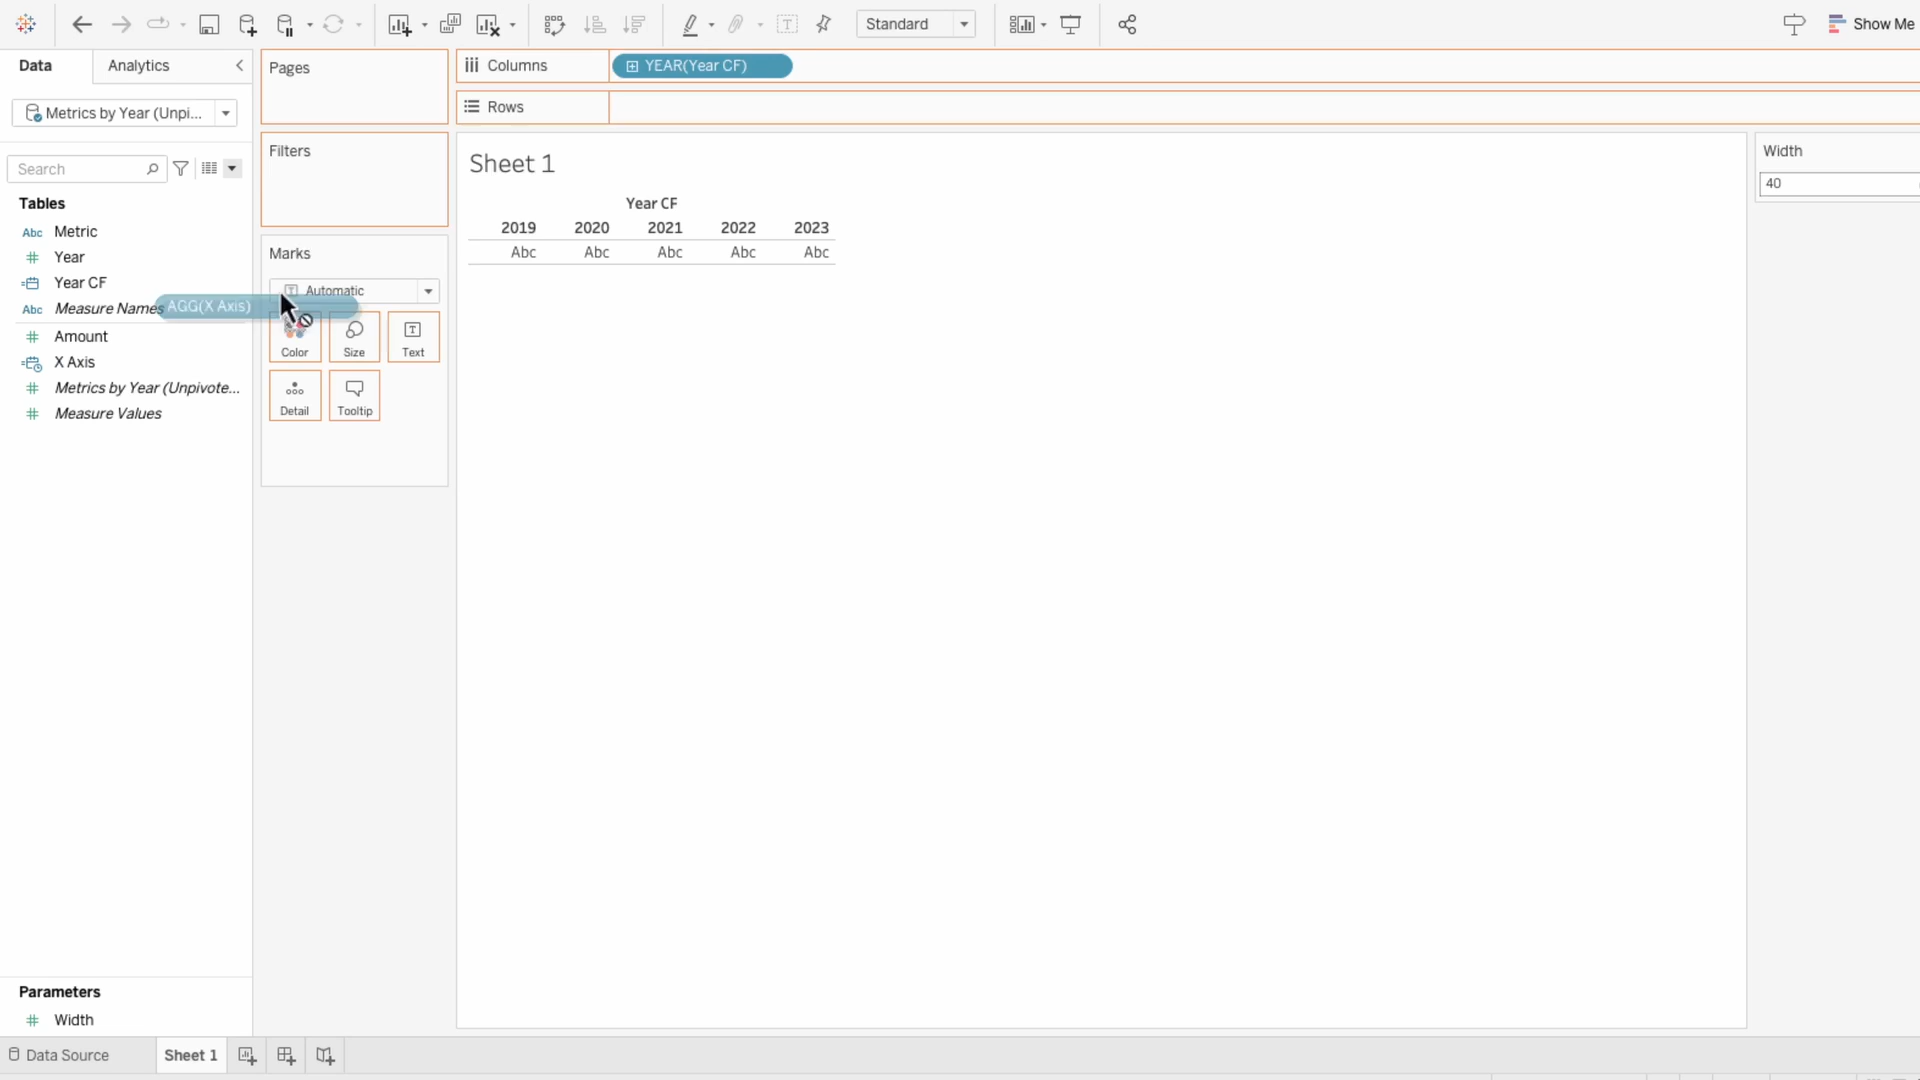 Standard
Show Me
Data
Analytics
Pages
Columns
YEAR(Year CF)
Rows
Metrics by Year (Unpi...
Search
Filters
Sheet 1
Width
40
Tables
Abc Metric
Year
Year CF
Abc Measure Names
AGG(X Axis)
Amount
X Axis
Metrics by Year (Unpivote...
Measure Values
Marks
Automatic
Color
Size
Text
Detail
Tooltip
Year CF
2019 2020 2021 2022 2023
Abc Abc Abc Abc Abc
Parameters
Width
Data Source
Sheet 1